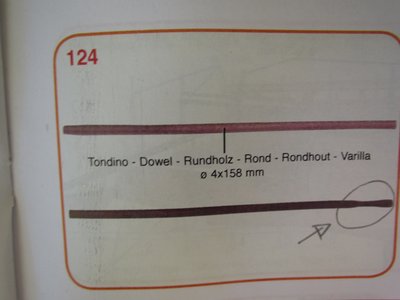 124
Tondino - Dowel - Rundholz - Rond - Rondhout - Varilla
ø 4x158 mm